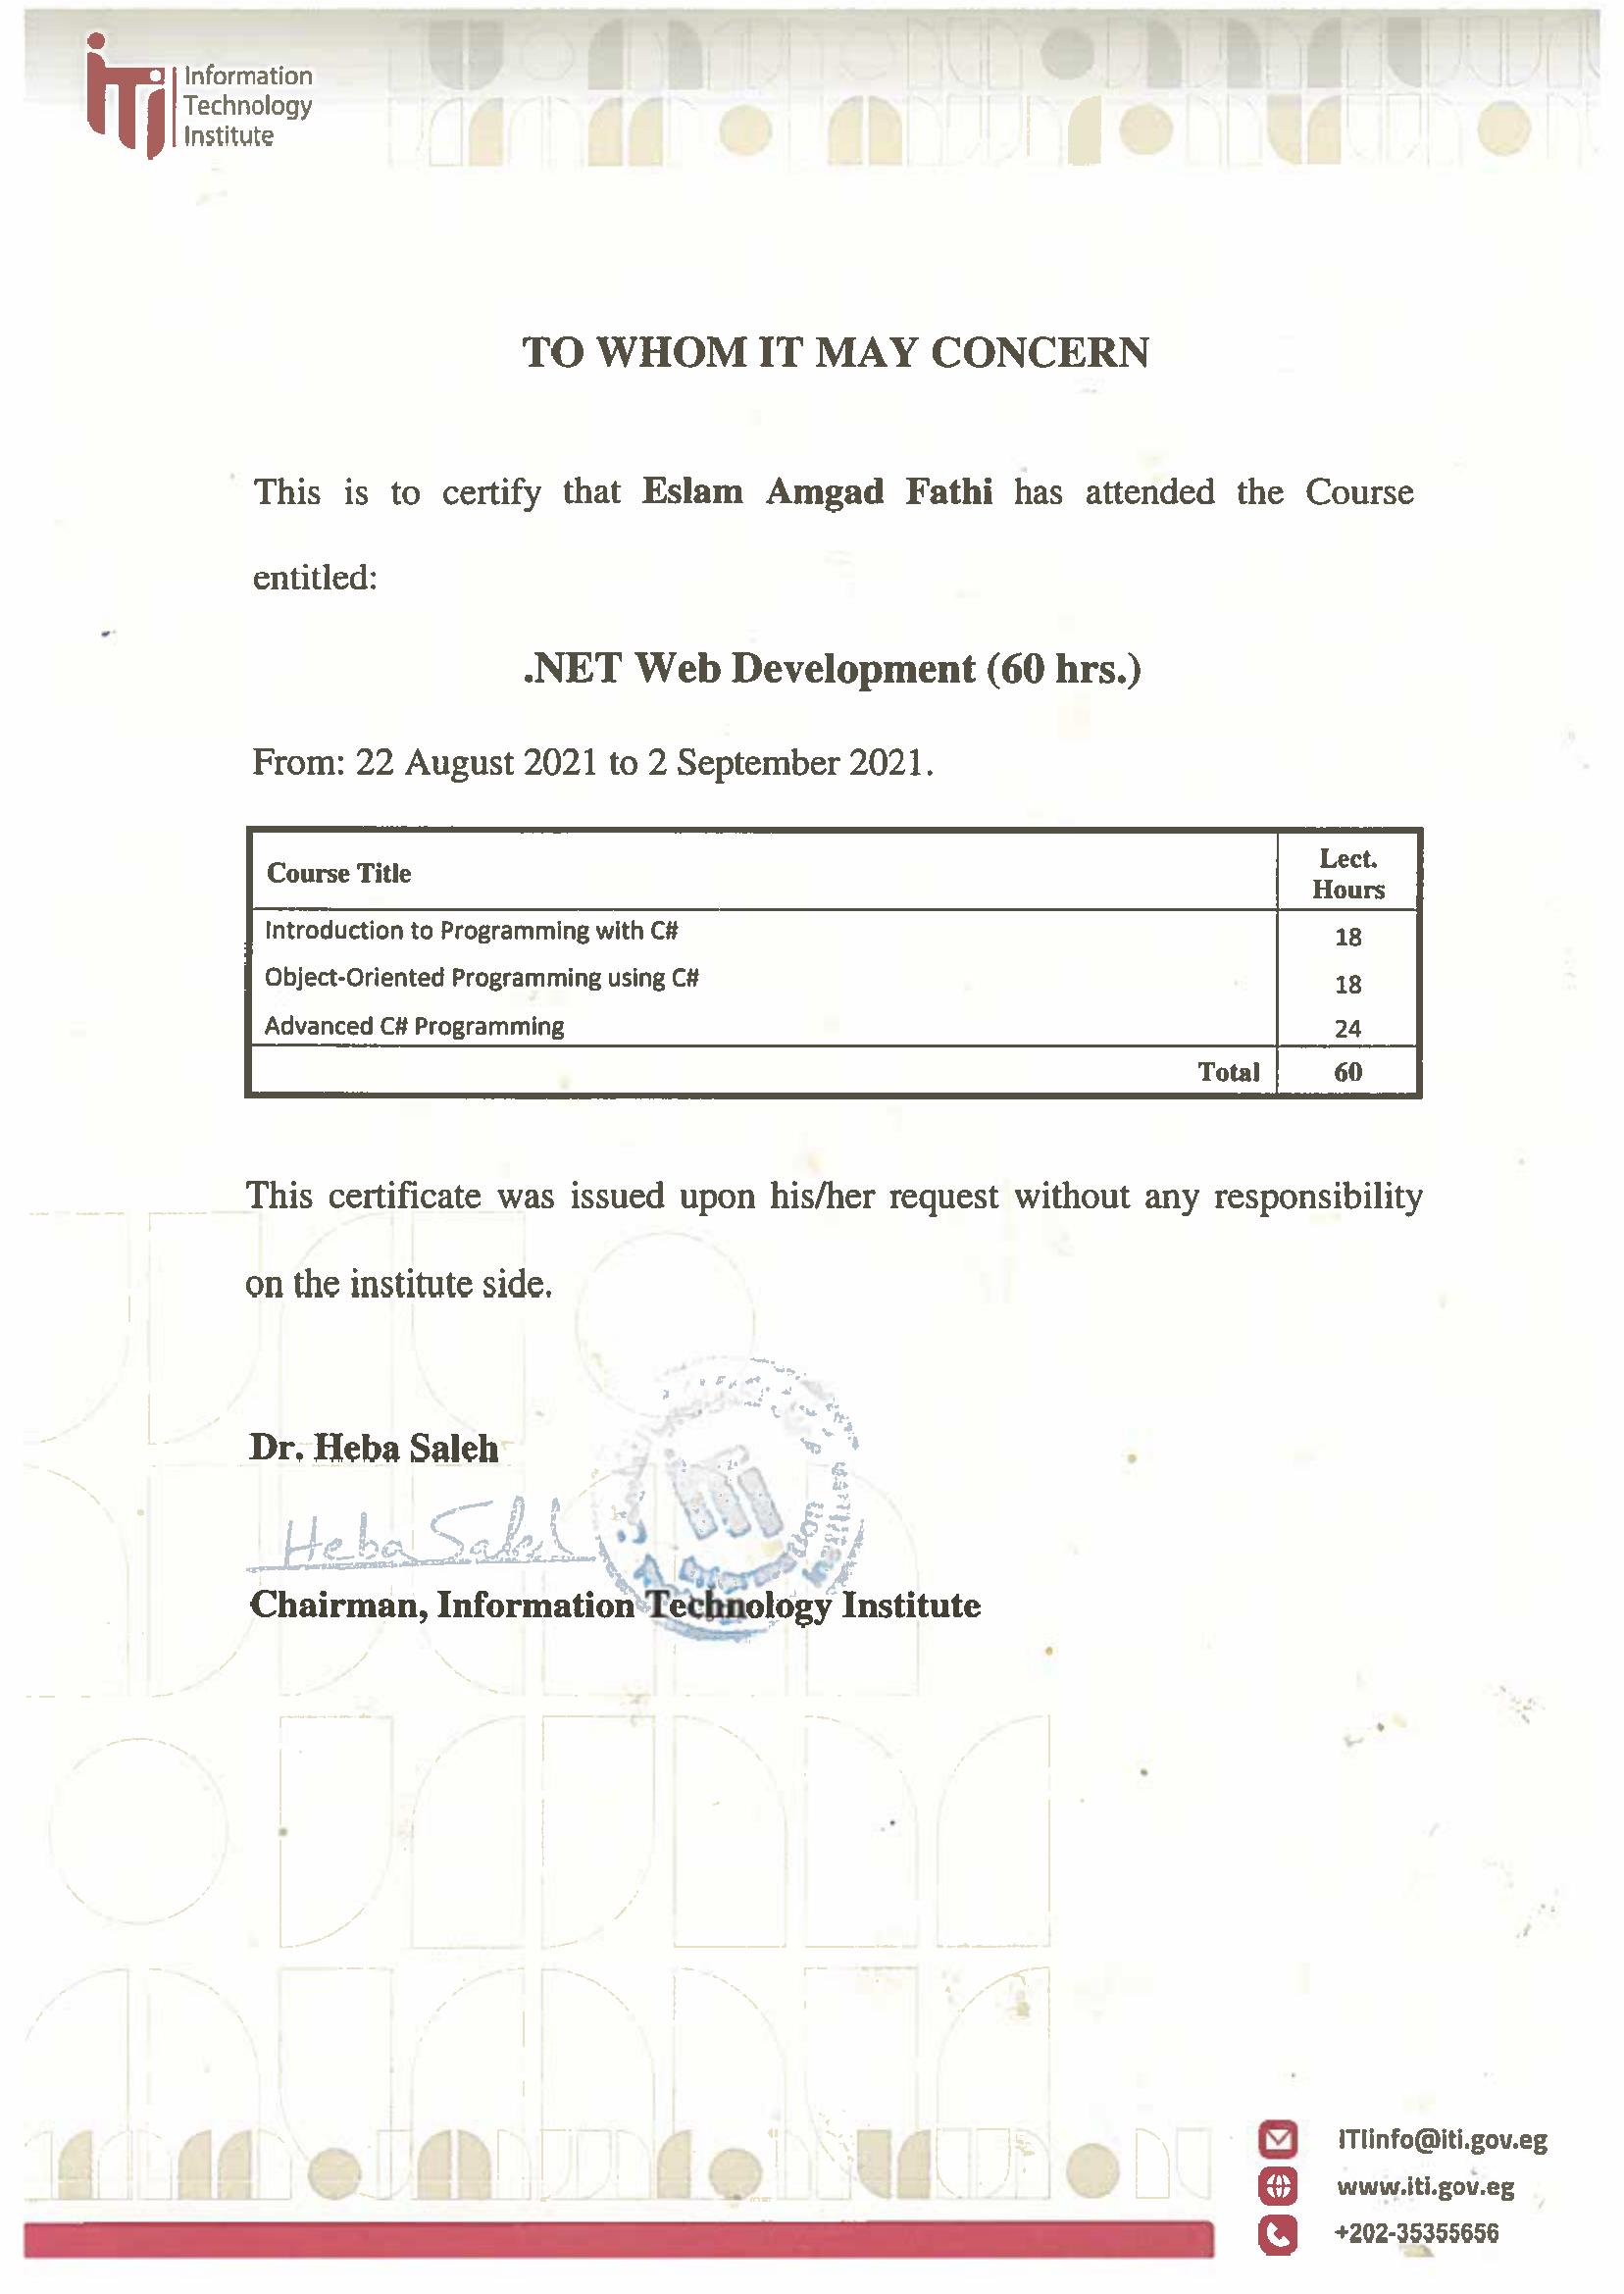 iTi
Information
Technology
Institute
TO WHOM IT MAY CONCERN
This is to certify that Eslam Amgad Fathi has attended the Course
entitled:
.NET Web Development (60 hrs.)
From: 22 August 2021 to 2 September 2021.
Course Title Lect. Hours
Introduction to Programming with C# 18
Object-Oriented Programming using C# 18
Advanced C# Programming 24
Total 60
This certificate was issued upon his/her request without any responsibility
on the institute side.
Dr. Heba Saleh
Heba Saleh
Chairman, Information Technology Institute
ITIinfo@iti.gov.eg
www.iti.gov.eg
+202-35355656